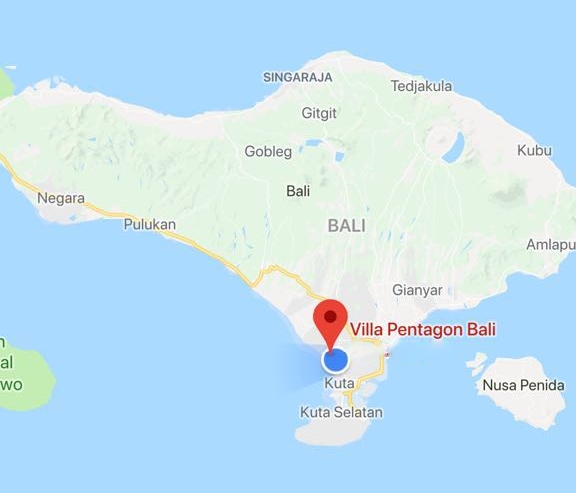 SINGARAJA
Tedjakula
Gitgit
Gobleg
Kubu
Bali
Negara
Pulukan
BALI
Amlapu
Gianyar
Villa Pentagon Bali
n
al
wo
Kuta
Nusa Penida
Kuta Selatan